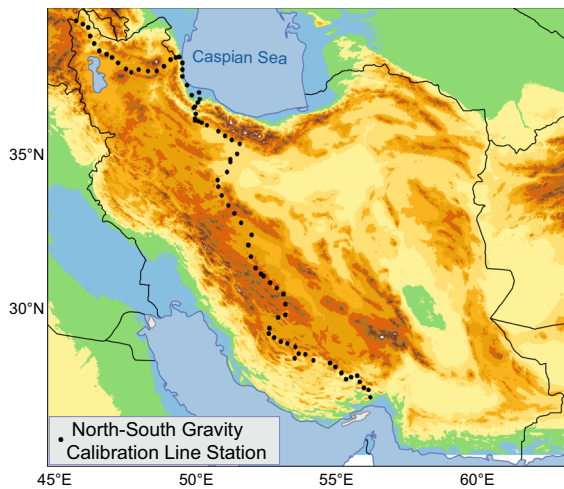 Caspian Sea
35°N
30°N
North-South Gravity
Calibration Line Station
45°E
50°E
55°E
60°E